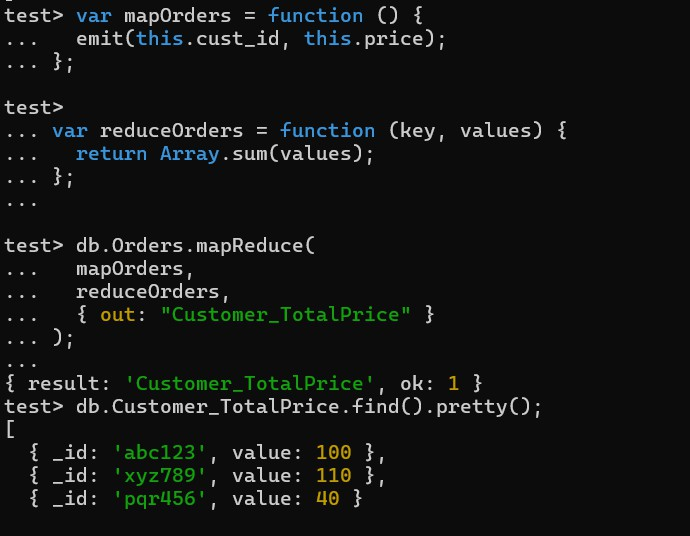 test> var mapOrders = function () {
...   emit(this.cust_id, this.price);
... };
test>
... var reduceOrders = function (key, values) {
...   return Array.sum(values);
... };
...
test> db.Orders.mapReduce(
...   mapOrders,
...   reduceOrders,
...   { out: "Customer_TotalPrice" }
... );
...
{ result: 'Customer_TotalPrice', ok: 1 }
test> db.Customer_TotalPrice.find().pretty();
[
  { _id: 'abc123', value: 100 },
  { _id: 'xyz789', value: 110 },
  { _id: 'pqr456', value: 40 }